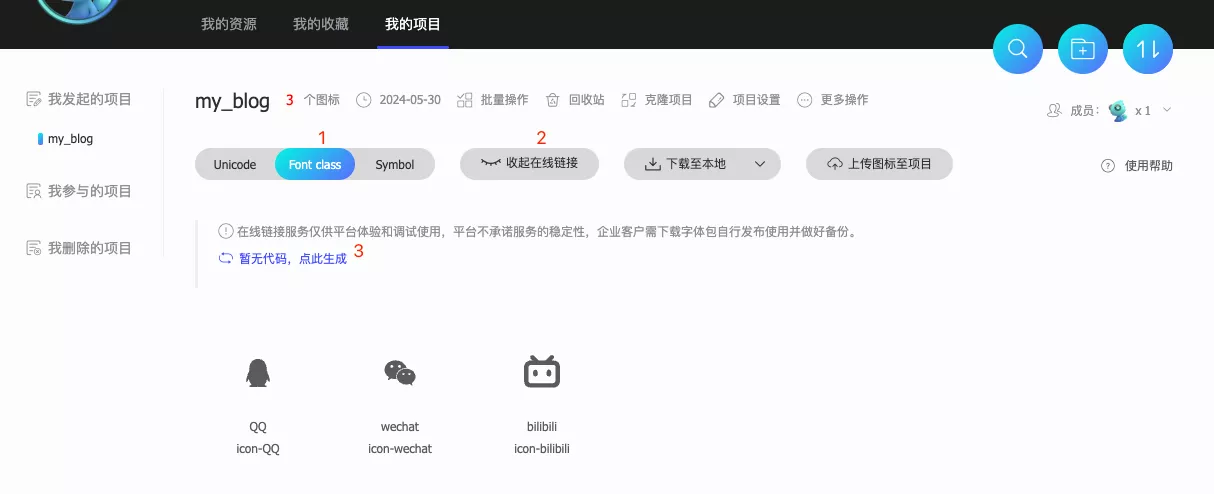 我的资源 我的收藏 我的项目
我发起的项目
my_blog
我参与的项目
我删除的项目
my_blog 3 个图标 2024-05-30 批量操作 回收站 克隆项目 项目设置 更多操作
成员： x 1
1 2
Unicode Font class Symbol 收起在线链接 下载至本地 上传图标至项目 使用帮助
在线链接服务仅供平台体验和调试使用，平台不承诺服务的稳定性，企业客户需下载字体包自行发布使用并做好备份。
暂无代码，点此生成 3
QQ wechat bilibili
icon-QQ icon-wechat icon-bilibili